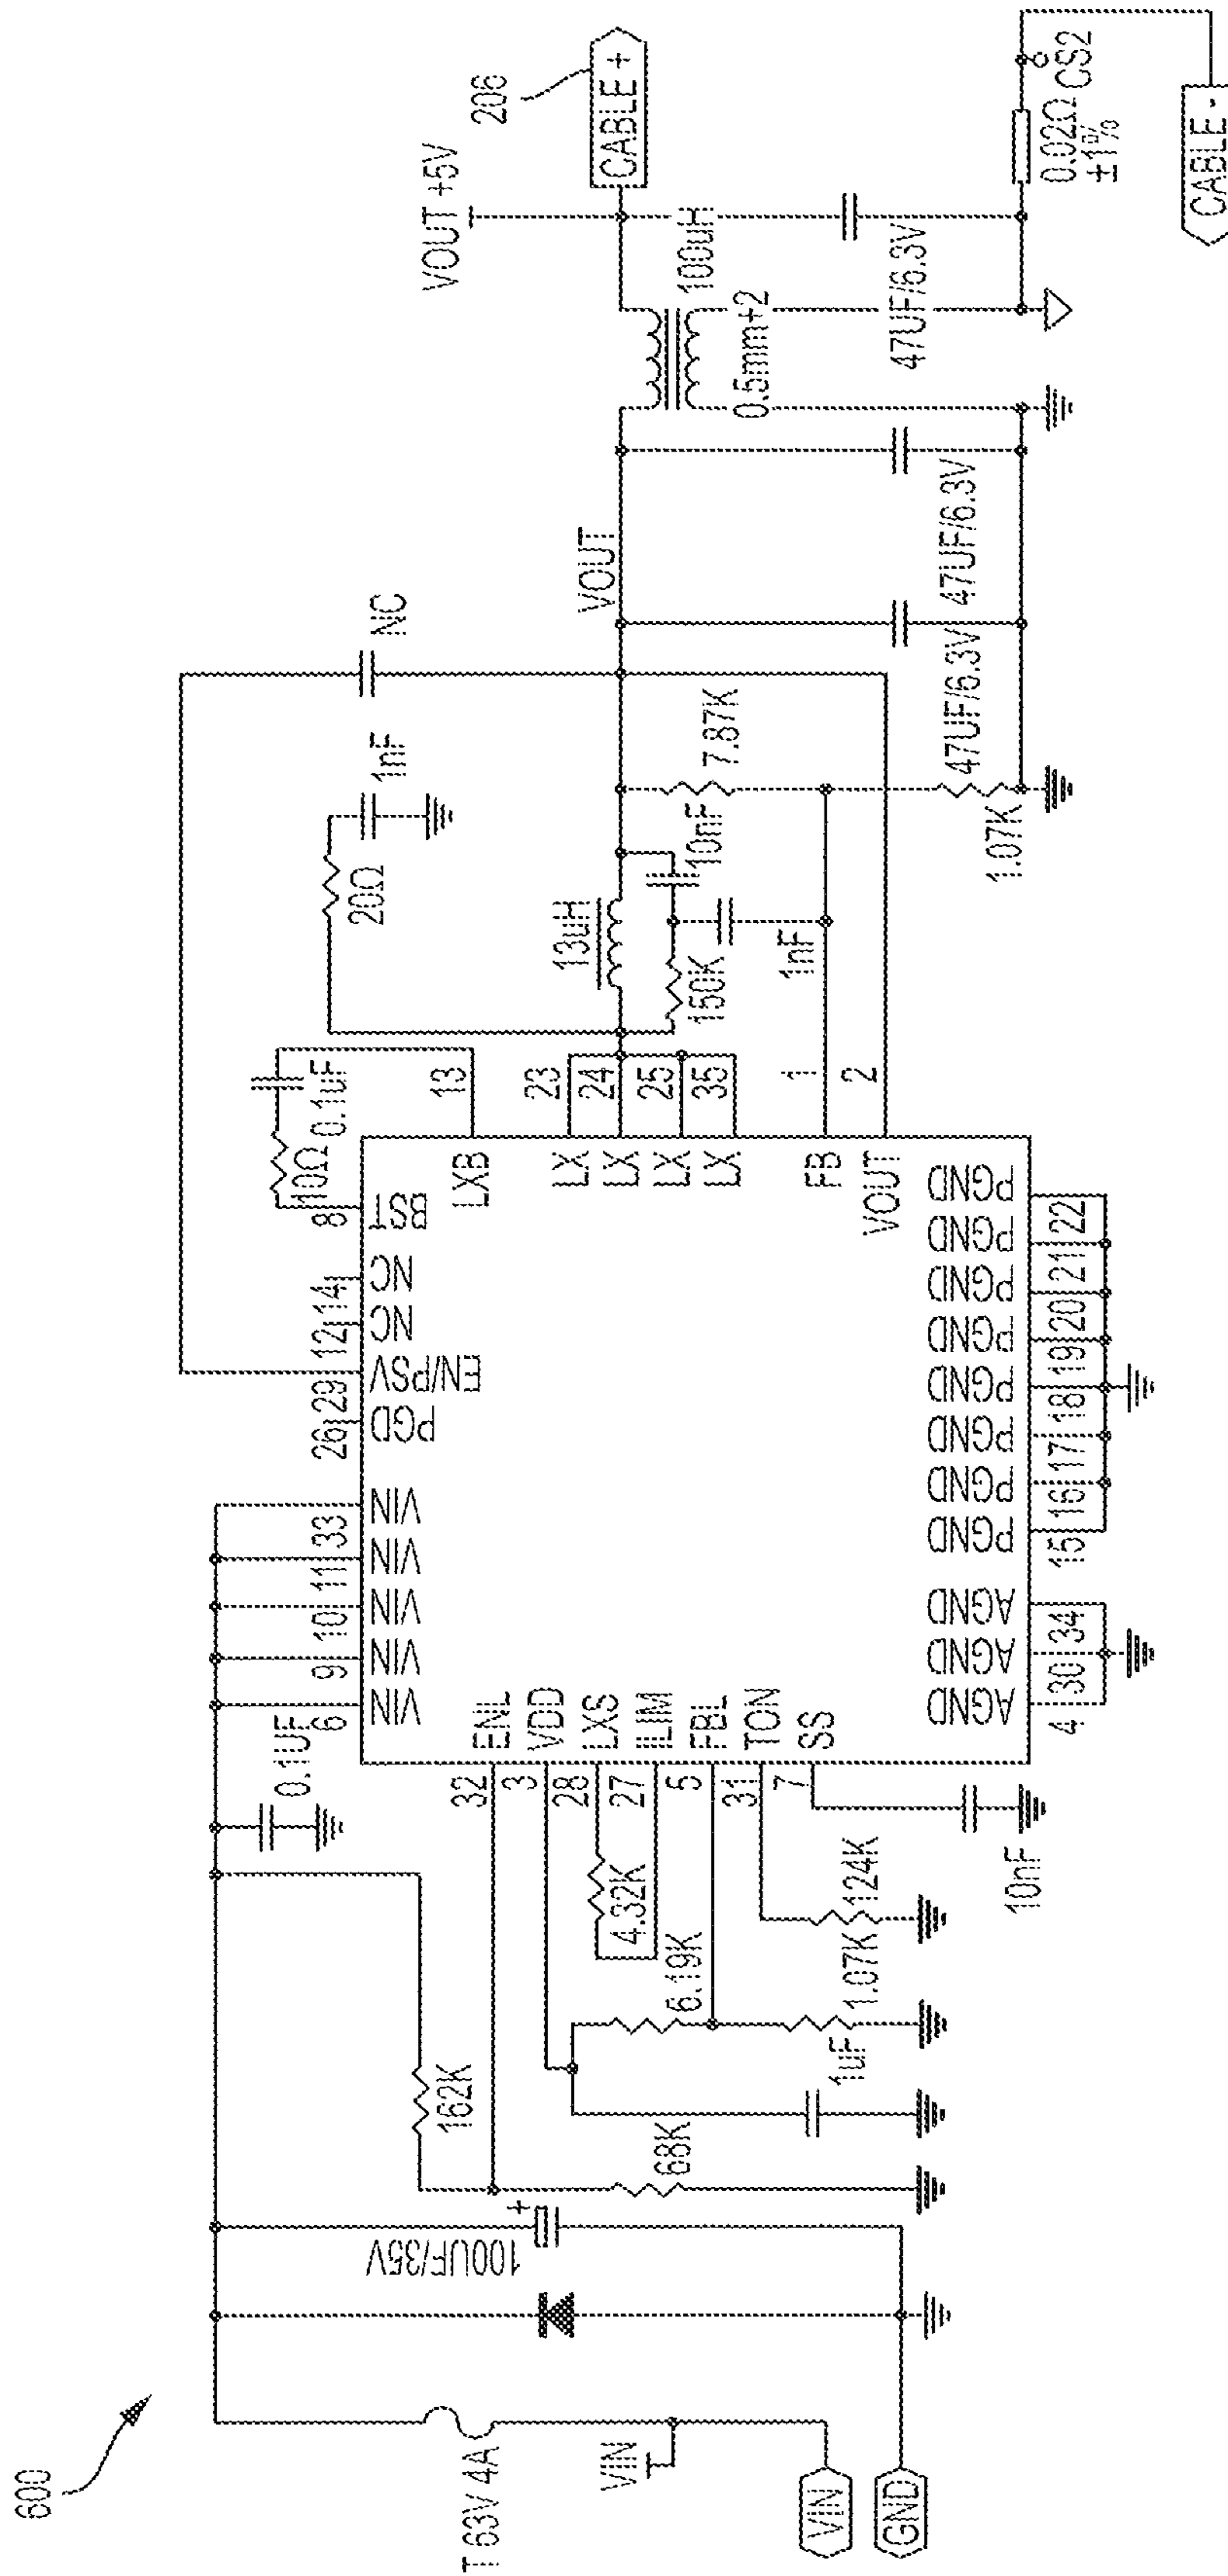 600
T 63V 4A
VIN
VIN
GND
100UF/35V
+
162K
68K
1uF
6.19K
1.07K
4.32K
124K
10nF
0.1UF
32
3
28
27
5
31
7
ENL
VDD
LXS
ILIM
FBL
TON
SS
6
9
10
11
33
26
29
12
14
8
VIN
VIN
VIN
VIN
VIN
PGD
EN/PSV
NC
NC
BST
AGND
AGND
AGND
PGND
PGND
PGND
PGND
PGND
PGND
PGND
PGND
4
30
34
15
16
17
18
19
20
21
22
LXB
LX
LX
LX
LX
FB
VOUT
13
23
24
25
35
1
2
10Ω
0.1uF
20Ω
1nF
NC
13uH
150K
10nF
1nF
7.87K
1.07K
VOUT
47UF/6.3V
47UF/6.3V
0.5mm+2
100uH
47UF/6.3V
VOUT +5V
206
CABLE +
0.02Ω
±1%
CS2
CABLE -